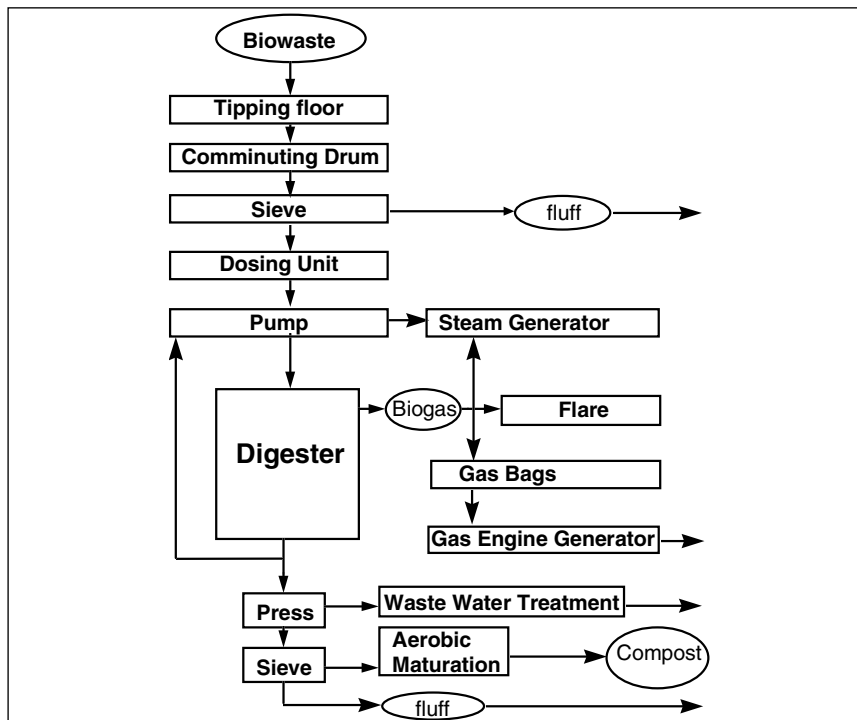 Biowaste
Tipping floor
Comminuting Drum
Sieve
fluff
Dosing Unit
Pump
Steam Generator
Digester
Biogas
Flare
Gas Bags
Gas Engine Generator
Press
Waste Water Treatment
Sieve
Aerobic
Maturation
Compost
fluff